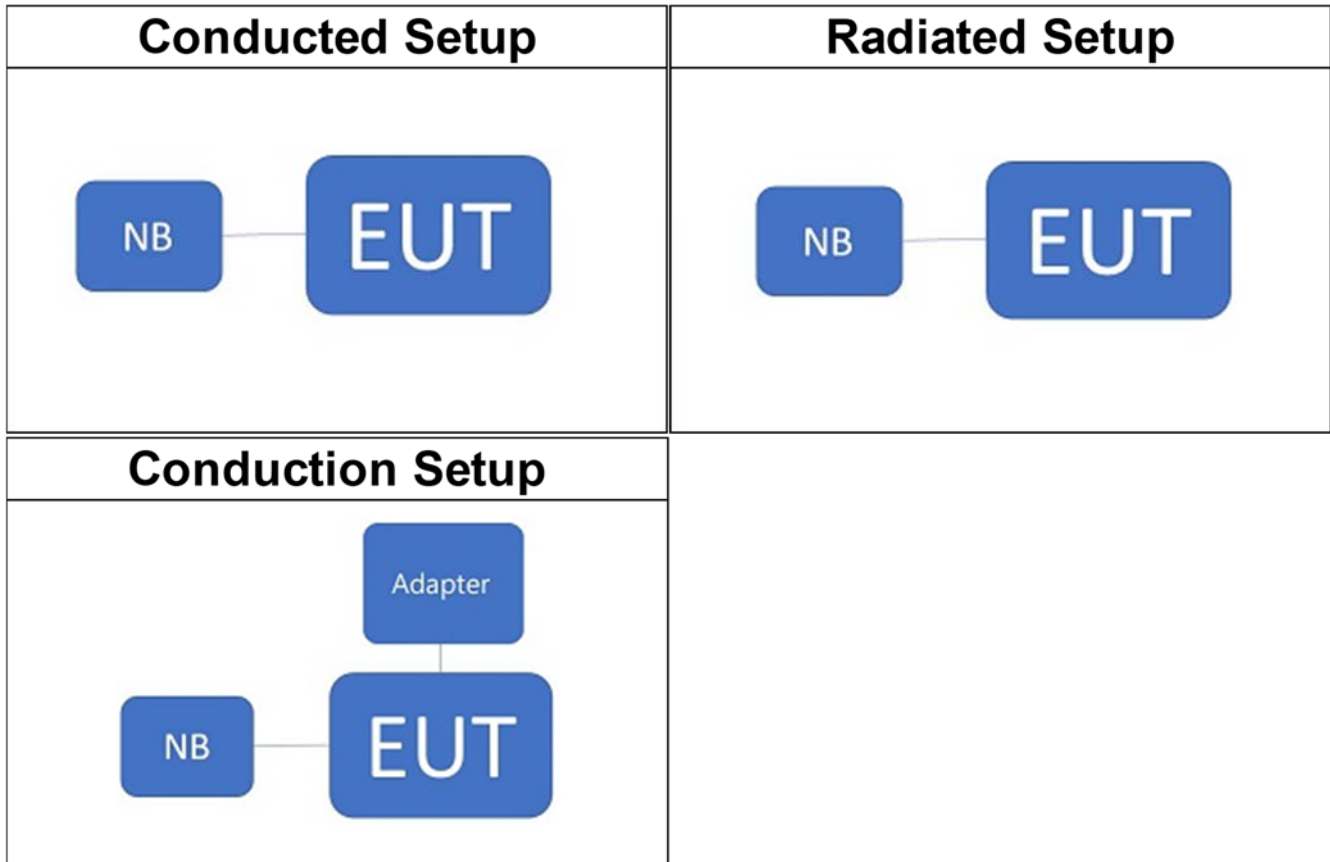 Conducted Setup
Radiated Setup
NB
EUT
NB
EUT
Conduction Setup
Adapter
NB
EUT